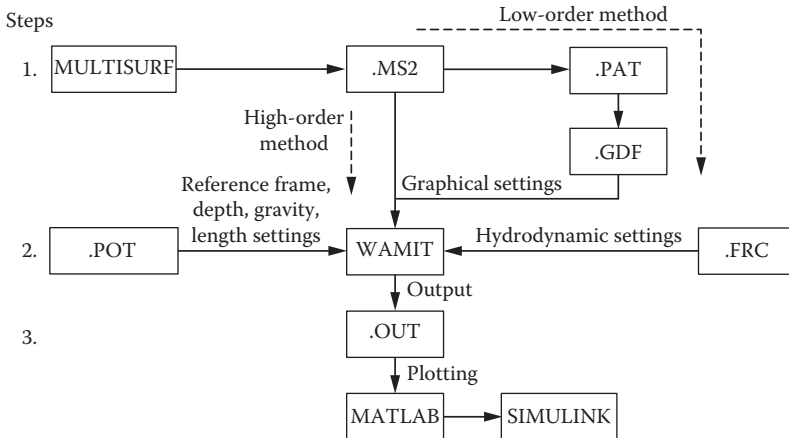 Steps
Low-order method
1.
MULTISURF
.MS2
.PAT
High-order
method
.GDF
Reference frame,
depth, gravity,
length settings
Graphical settings
2.
.POT
WAMIT
Hydrodynamic settings
.FRC
Output
3.
.OUT
Plotting
MATLAB
SIMULINK